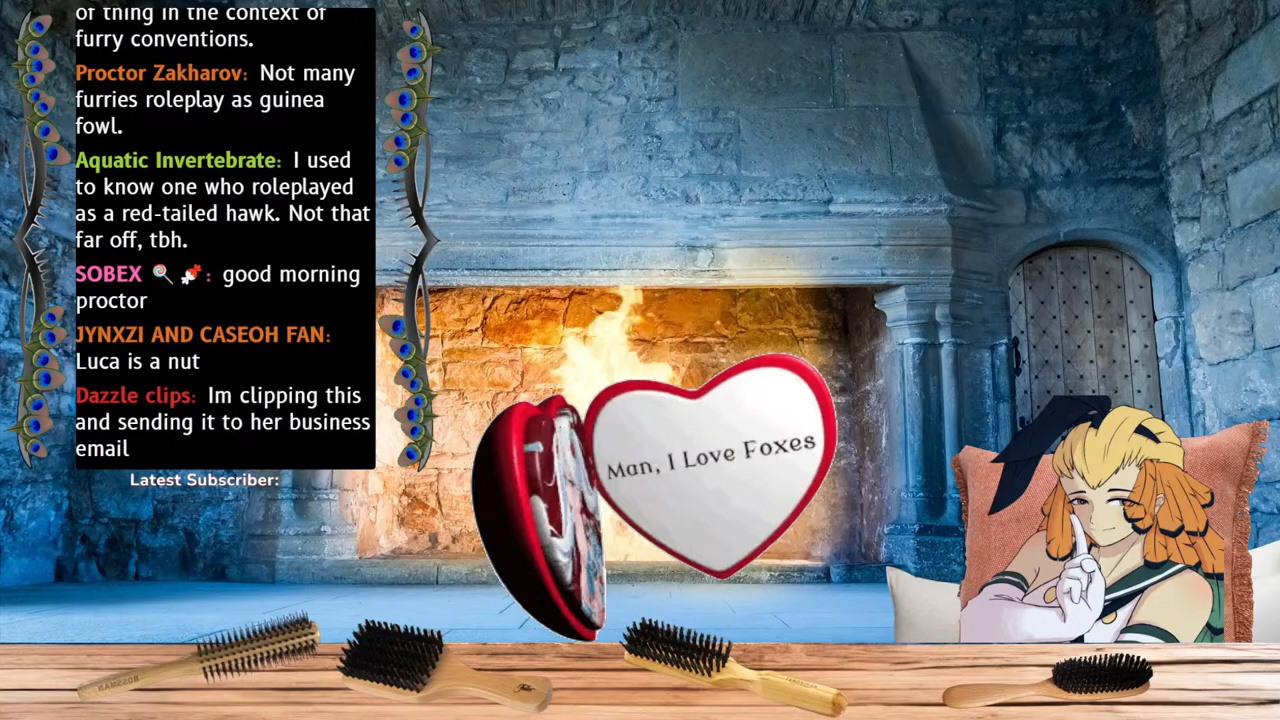 of thing in the context of
furry conventions.
Proctor Zakharov: Not many
furries roleplay as guinea
fowl.
Aquatic Invertebrate: I used
to know one who roleplayed
as a red-tailed hawk. Not that
far off, tbh.
SOBEX 🍭 🍬: good morning
proctor
JYNXZI AND CASEOH FAN:
Luca is a nut
Dazzle clips: Im clipping this
and sending it to her business
email
Latest Subscriber:
Man, I Love Foxes